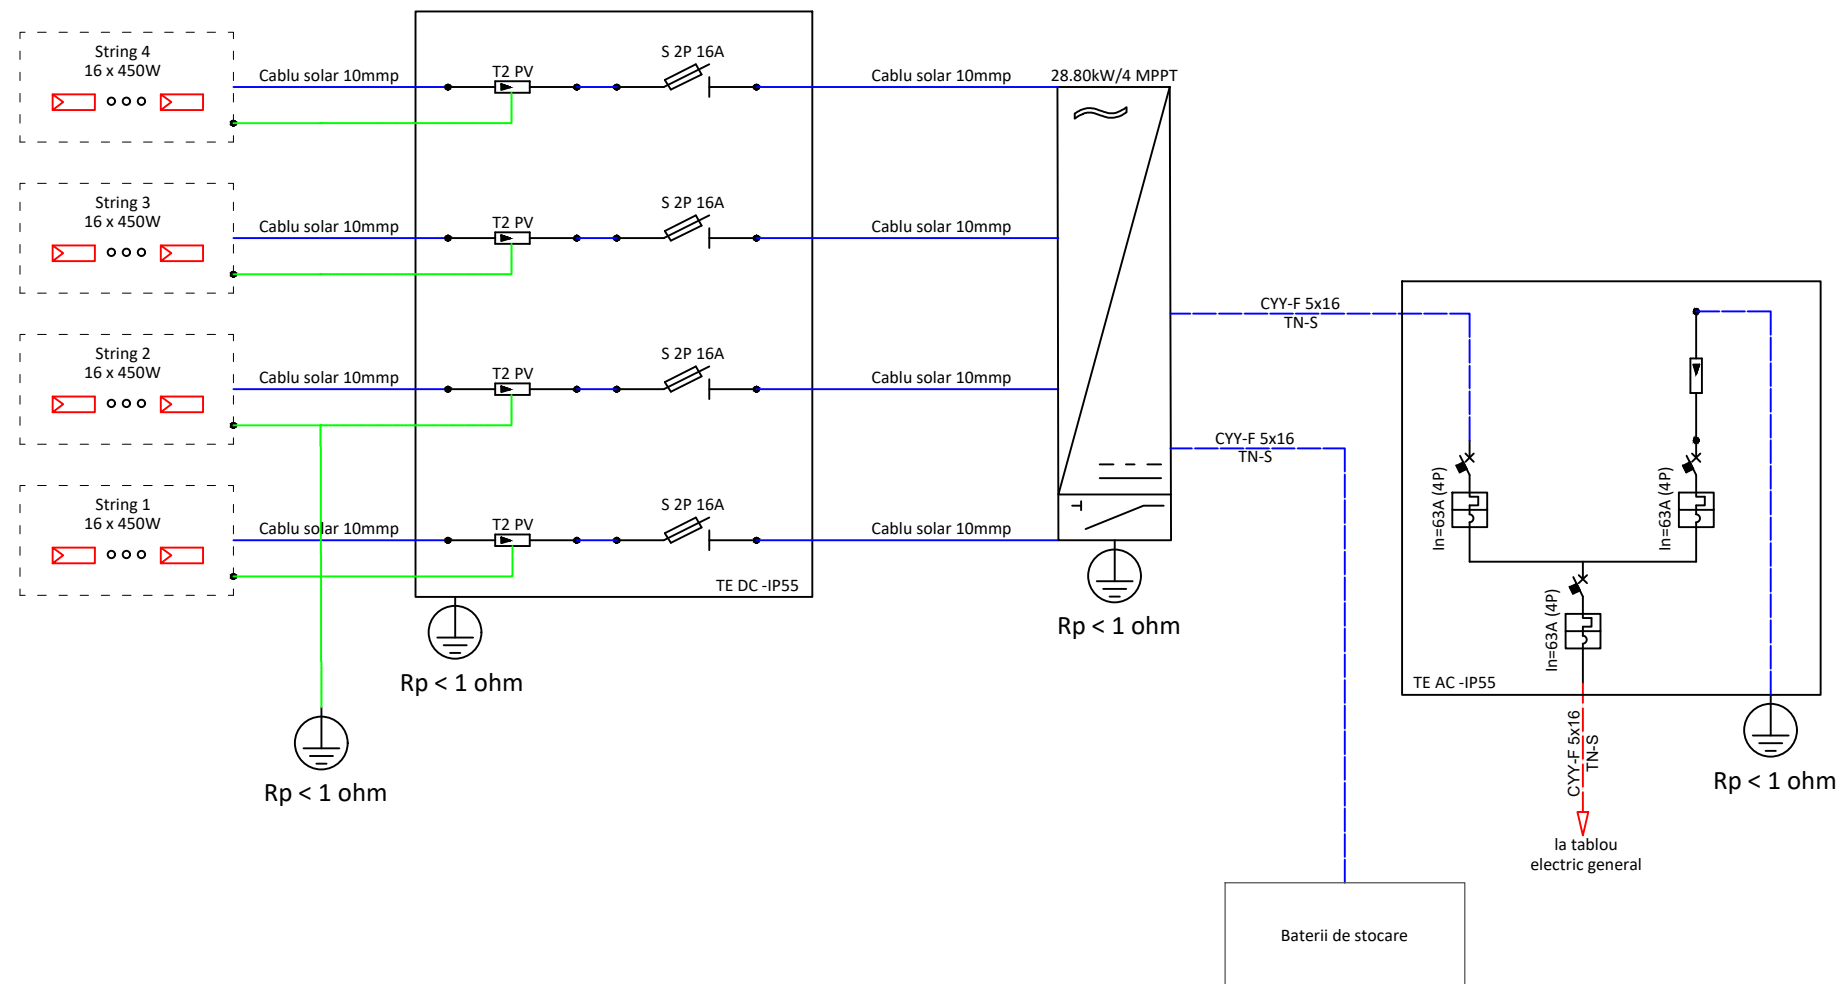 String 4
16 x 450W
Cablu solar 10mmp
T2 PV
S 2P 16A
Cablu solar 10mmp
28.80kW/4 MPPT
String 3
16 x 450W
Cablu solar 10mmp
T2 PV
S 2P 16A
Cablu solar 10mmp
String 2
16 x 450W
Cablu solar 10mmp
T2 PV
S 2P 16A
Cablu solar 10mmp
String 1
16 x 450W
Cablu solar 10mmp
T2 PV
S 2P 16A
Cablu solar 10mmp
TE DC -IP55
Rp < 1 ohm
Rp < 1 ohm
Rp < 1 ohm
CYY-F 5x16
TN-S
CYY-F 5x16
TN-S
In=63A (4P)
In=63A (4P)
In=63A (4P)
TE AC -IP55
CYY-F 5x16
TN-S
Rp < 1 ohm
la tablou
electric general
Baterii de stocare